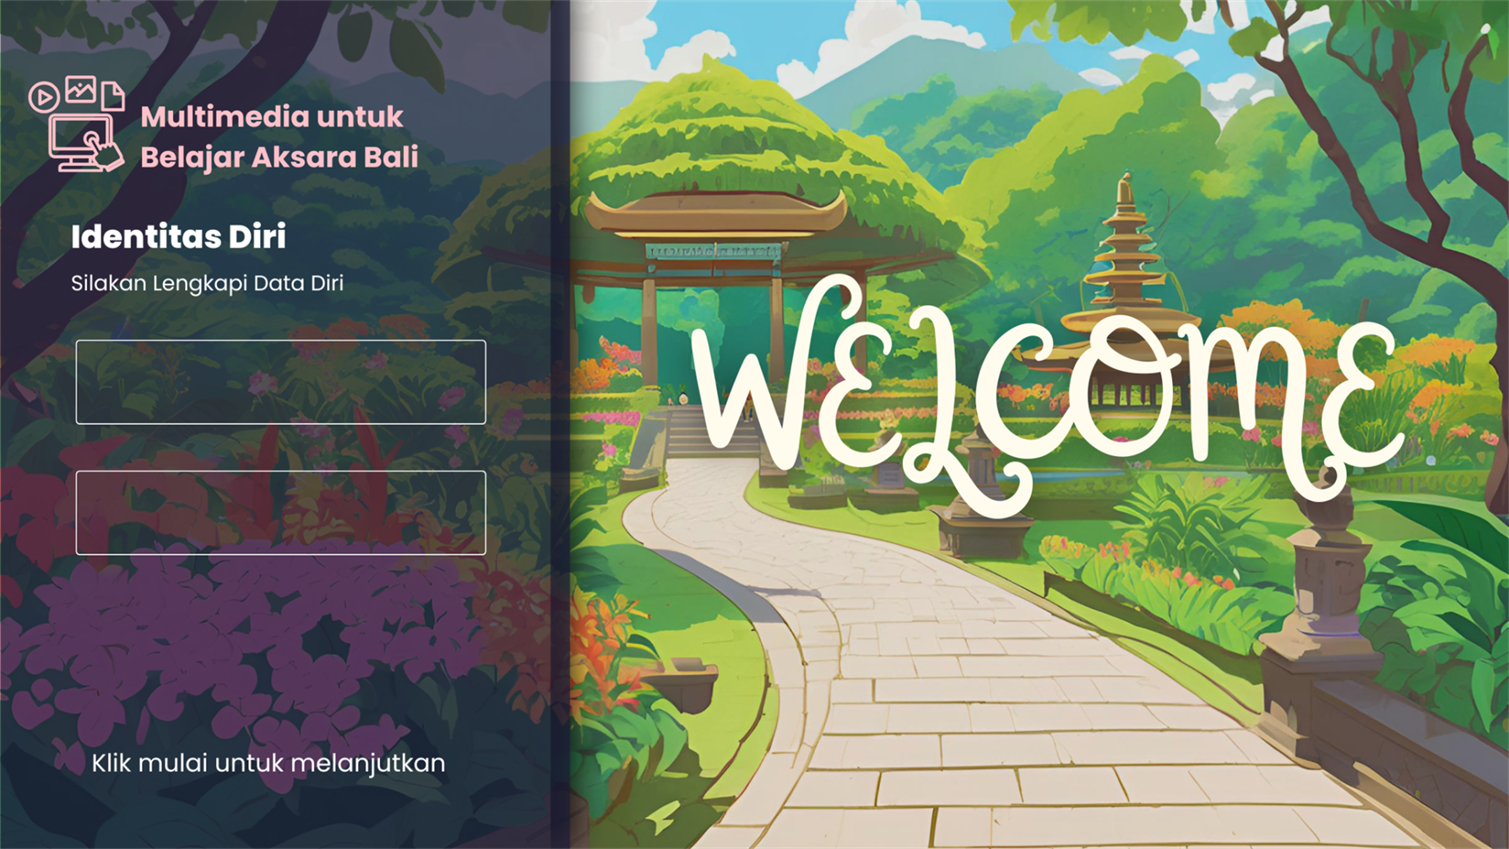 Multimedia untuk
Belajar Aksara Bali
Identitas Diri
Silakan Lengkapi Data Diri
Klik mulai untuk melanjutkan
WELCOME